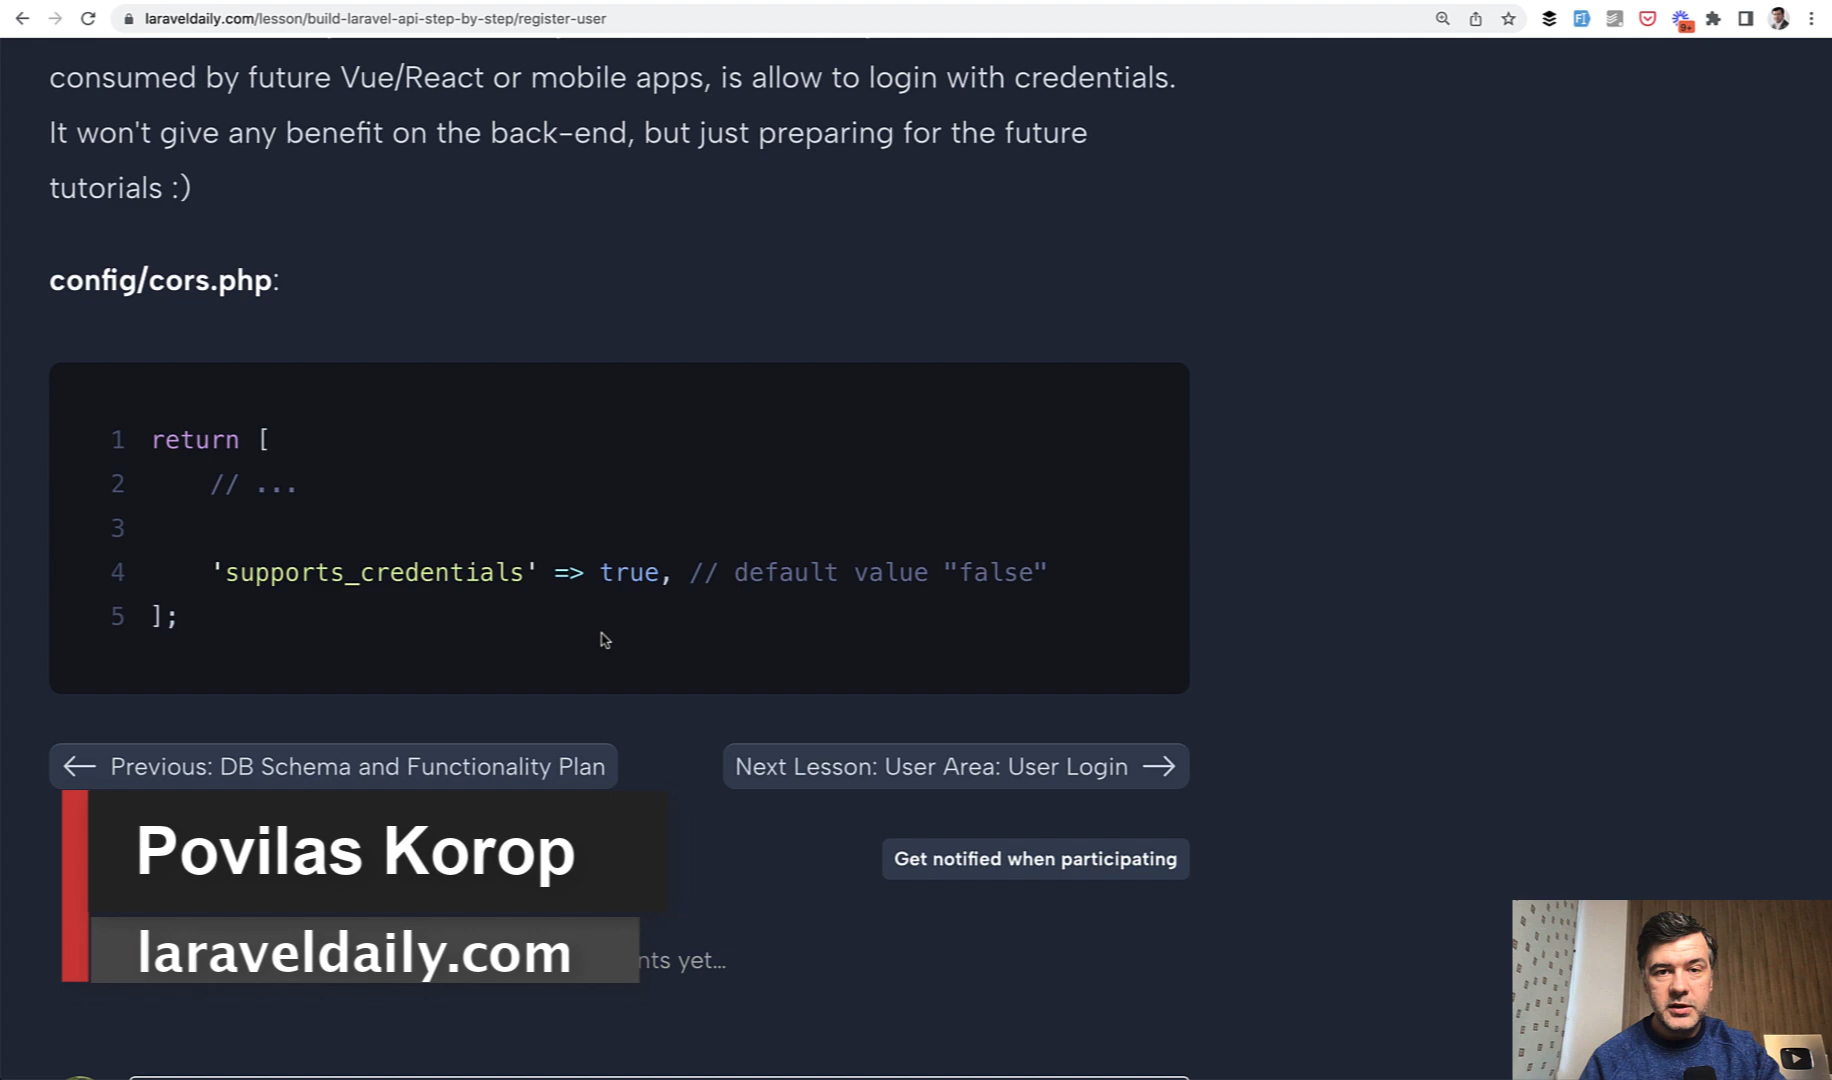 laraveldaily.com/lesson/build-laravel-api-step-by-step/register-user
9+
consumed by future Vue/React or mobile apps, is allow to login with credentials.
It won't give any benefit on the back-end, but just preparing for the future
tutorials :)
config/cors.php:
1 return [
2 // ...
3
4 'supports_credentials' => true, // default value "false"
5 ];
← Previous: DB Schema and Functionality Plan
Next Lesson: User Area: User Login →
Povilas Korop
Get notified when participating
laraveldaily.com
nts yet...